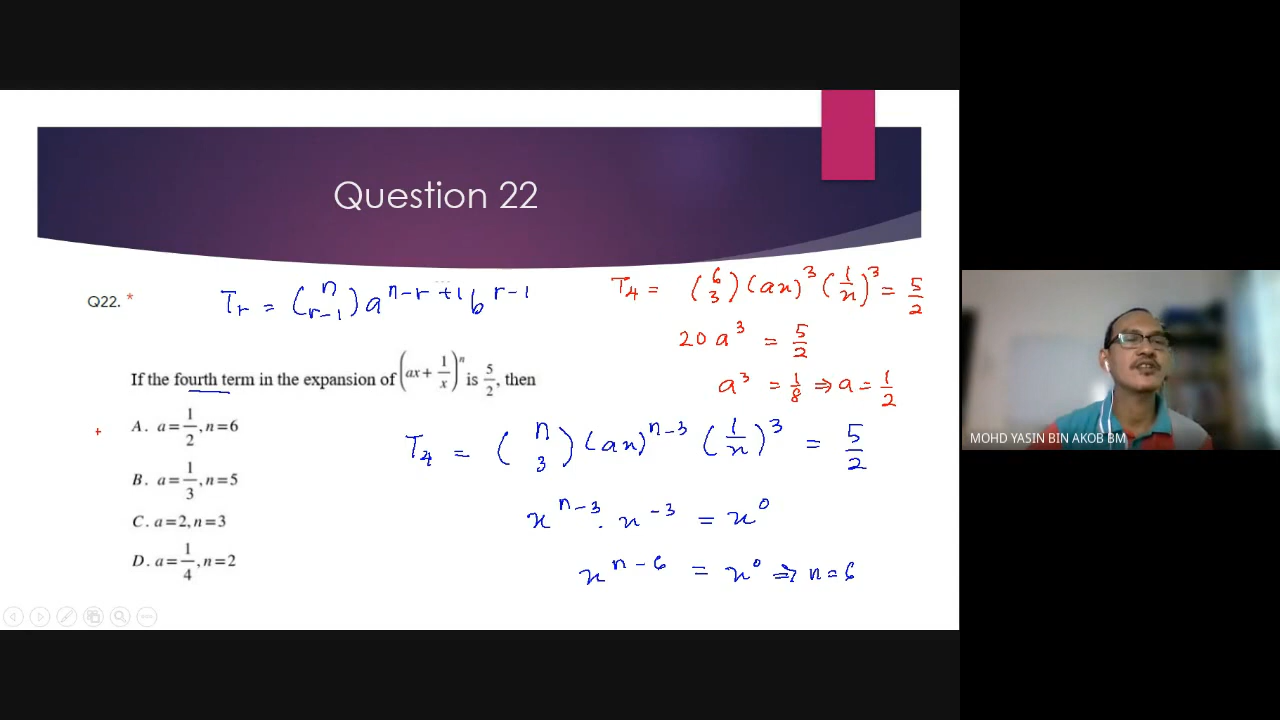 Question 22
Q22. *
T_r = (n r-1) a^{n-r+1} b^{r-1}
T_4 = (6 3) (ax)^3 (1/x)^3 = 5/2
20 a^3 = 5/2
a^3 = 1/8 ⇒ a = 1/2
If the fourth term in the expansion of (ax + 1/x)^n is 5/2, then
A. a = 1/2, n = 6
B. a = 1/3, n = 5
C. a = 2, n = 3
D. a = 1/4, n = 2
T_4 = (n 3) (ax)^{n-3} (1/x)^3 = 5/2
x^{n-3} . x^{-3} = x^0
x^{n-6} = x^0 ⇒ n = 6
MOHD YASIN BIN AKOB BM